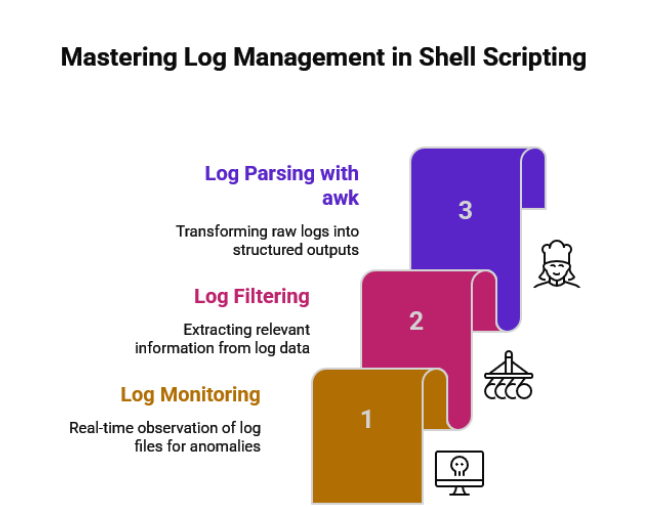 Mastering Log Management in Shell Scripting
Log Parsing with
awk
Transforming raw logs into
structured outputs
3
Log Filtering
Extracting relevant
information from log data
2
Log Monitoring
Real-time observation of log
files for anomalies
1